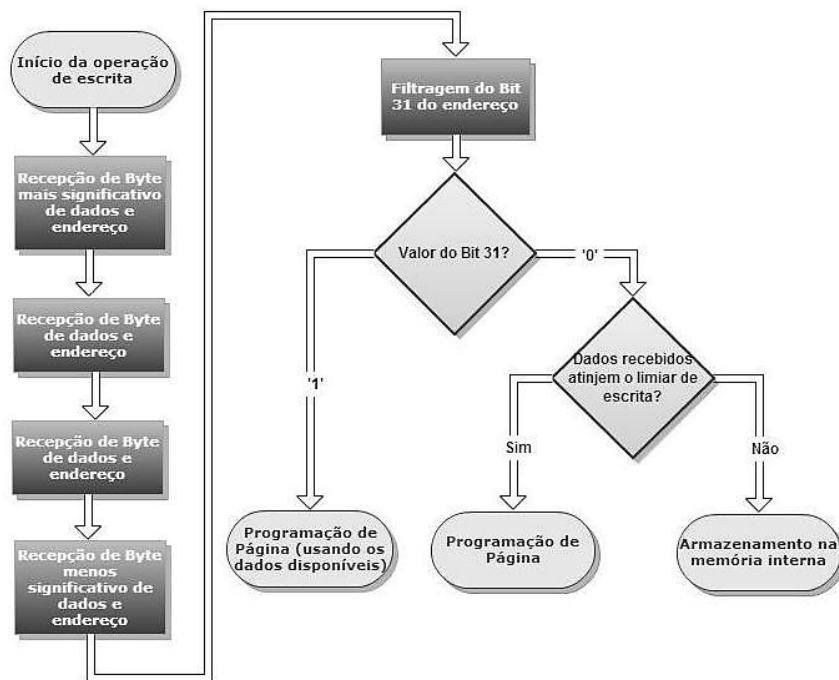 Início da operação
de escrita
Recepção de Byte
mais significativo
de dados e
endereço
Recepção de Byte
de dados e
endereço
Recepção de Byte
de dados e
endereço
Recepção de Byte
menos
significativo de
dados e
endereço
Filtragem do Bit
31 do endereço
Valor do Bit 31?
'0'
'1'
Dados recebidos
atinjem o limiar de
escrita?
Sim
Não
Programação de
Página (usando os
dados disponíveis)
Programação de
Página
Armazenamento na
memória interna